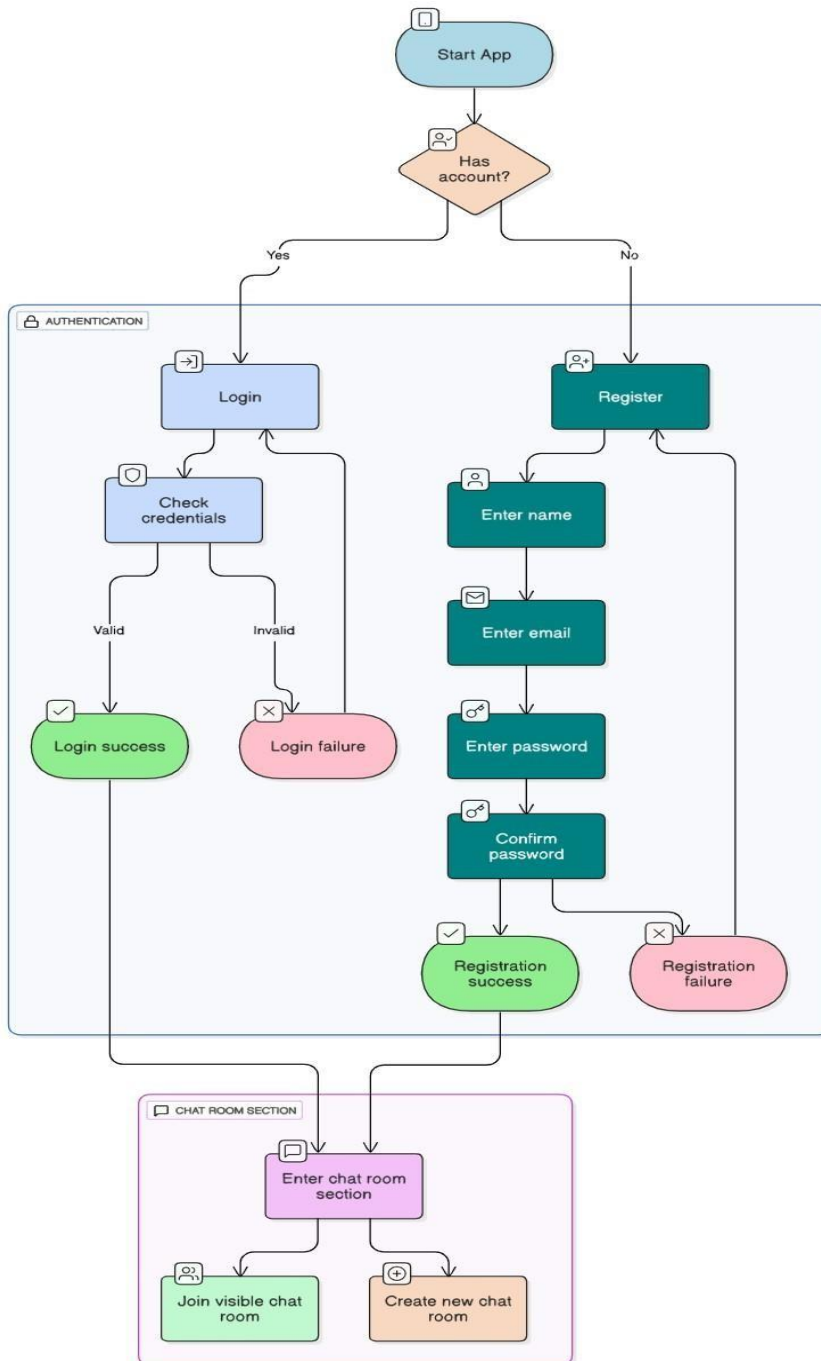 Start App
Has
account?
Yes
No
AUTHENTICATION
Login
Register
Check
credentials
Enter name
Valid
Invalid
Enter email
Login success
Login failure
Enter password
Confirm
password
Registration
success
Registration
failure
CHAT ROOM SECTION
Enter chat room
section
Join visible chat
room
Create new chat
room